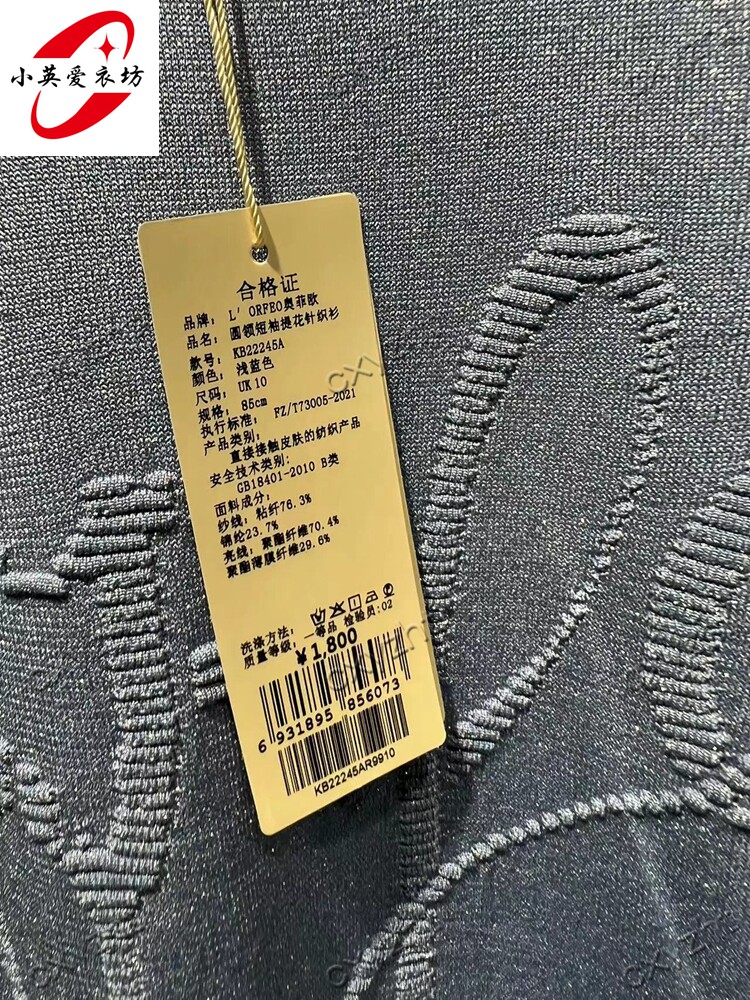 小英爱衣坊
合格证
品牌: L' ORFEO奥菲欧
品名: 圆领短袖提花针织衫
款号: KB22245A
颜色: 浅蓝色
尺码: UK10
规格: 85cm
执行标准: FZ/T73005-2021
产品类别:
直接接触皮肤的纺织产品
安全技术类别:
GB18401-2010 B类
面料成分:
纱线: 粘纤76.3%
锦纶23.7%
亮线: 聚酯纤维70.4%
聚酯薄膜纤维29.6%
洗涤方法:
质量等级: 一等品 检验员:02
¥1,800
6 931895 856073
KB22245AR9910